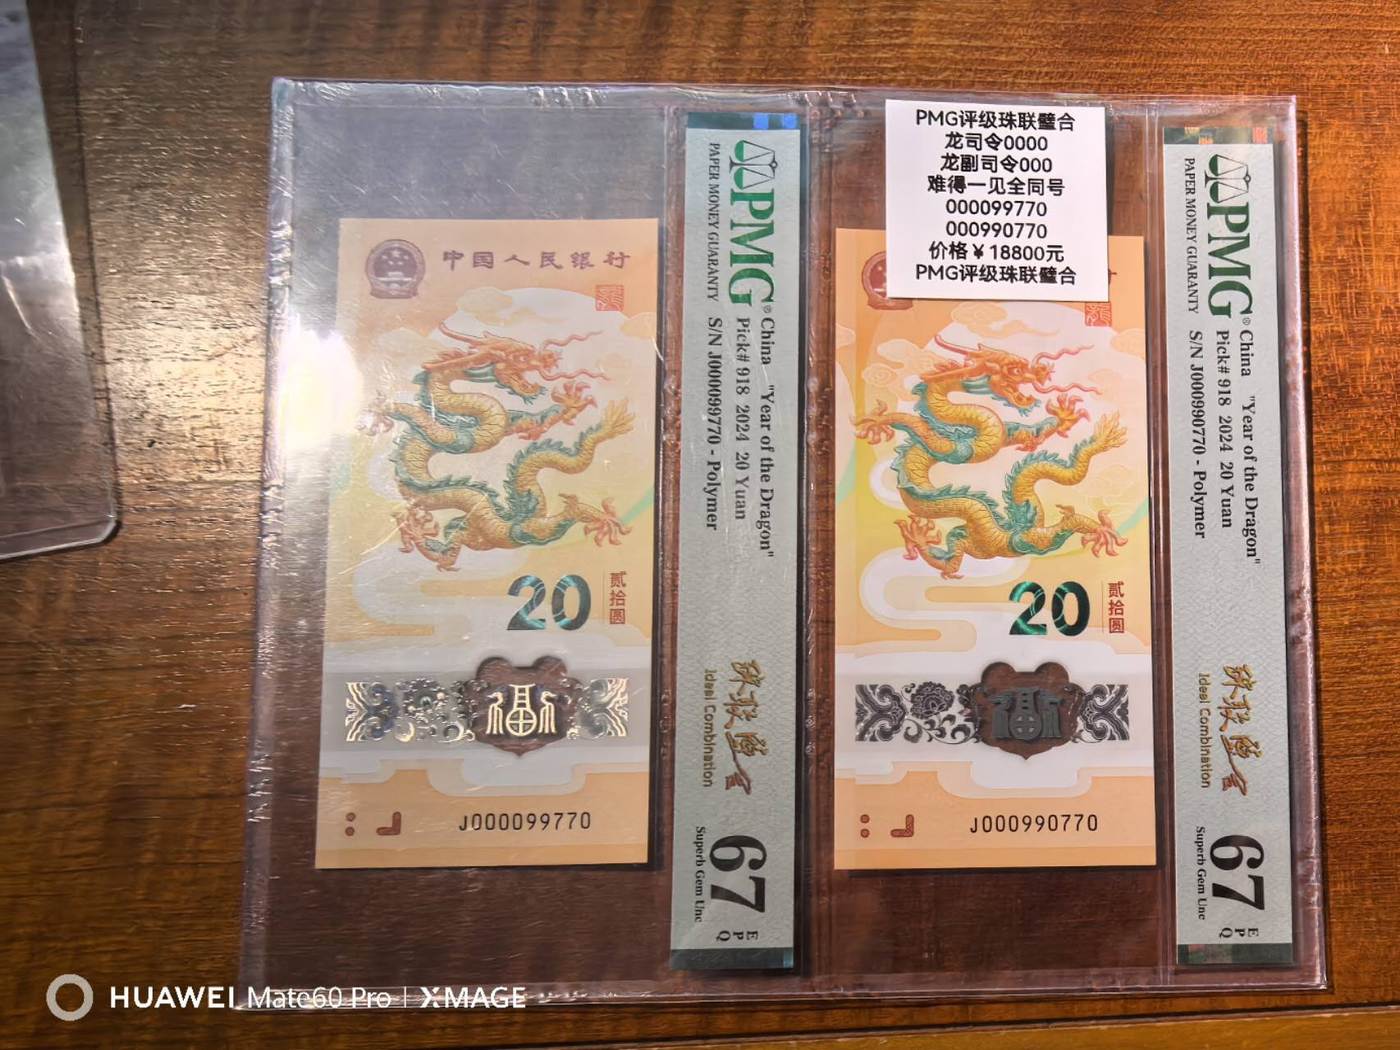 中国人民银行
20
贰拾圆
福
J000099770
PMG
PAPER MONEY GUARANTY
China "Year of the Dragon"
Pick# 918 2024 20 Yuan
S/N J000099770 - Polymer
珠联璧合
Ideal Combination
67 EPQ
Superb Gem Unc
PMG评级珠联璧合
龙司令0000
龙副司令000
难得一见全同号
000099770
000990770
价格￥18800元
PMG评级珠联璧合
20
贰拾圆
福
J000990770
PMG
PAPER MONEY GUARANTY
China "Year of the Dragon"
Pick# 918 2024 20 Yuan
S/N J000990770 - Polymer
珠联璧合
Ideal Combination
67 EPQ
Superb Gem Unc
HUAWEI Mate60 Pro | XMAGE